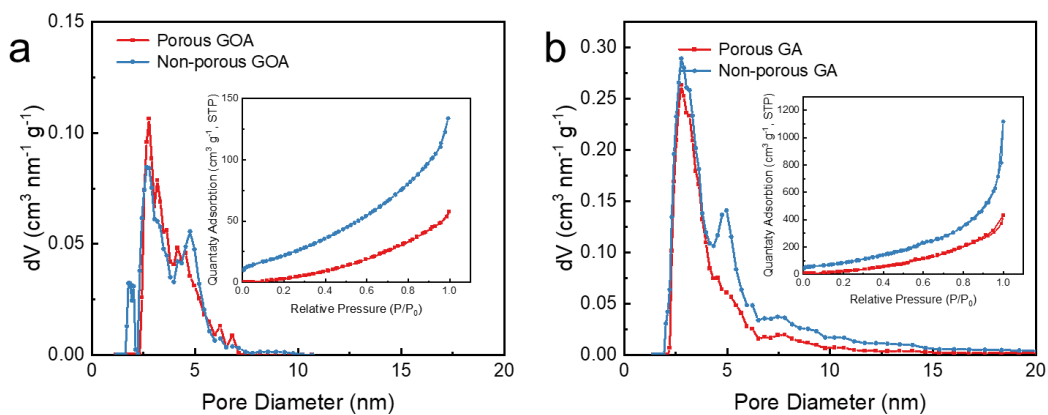 a
Porous GOA
Non-porous GOA
dV (cm³ nm⁻¹ g⁻¹)
0.15
0.10
0.05
0.00
0 5 10 15 20
Pore Diameter (nm)
Quantaty Adsorbtion (cm³ g⁻¹, STP)
150
100
50
0
0.0 0.2 0.4 0.6 0.8 1.0
Relative Pressure (P/P₀)
b
Porous GA
Non-porous GA
dV (cm³ nm⁻¹ g⁻¹)
0.30
0.25
0.20
0.15
0.10
0.05
0.00
0 5 10 15 20
Pore Diameter (nm)
Quantaty Adsorbtion (cm³ g⁻¹, STP)
1200
1000
800
600
400
200
0
0.0 0.2 0.4 0.6 0.8 1.0
Relative Pressure (P/P₀)